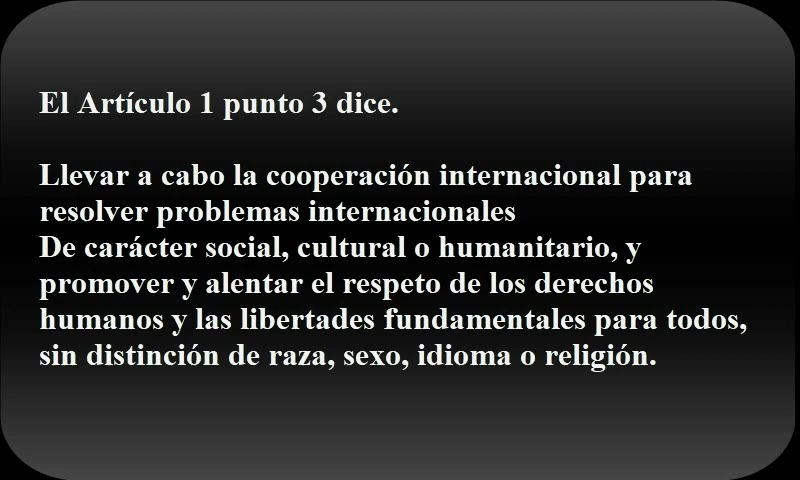 El Artículo 1 punto 3 dice.
Llevar a cabo la cooperación internacional para
resolver problemas internacionales
De carácter social, cultural o humanitario, y
promover y alentar el respeto de los derechos
humanos y las libertades fundamentales para todos,
sin distinción de raza, sexo, idioma o religión.